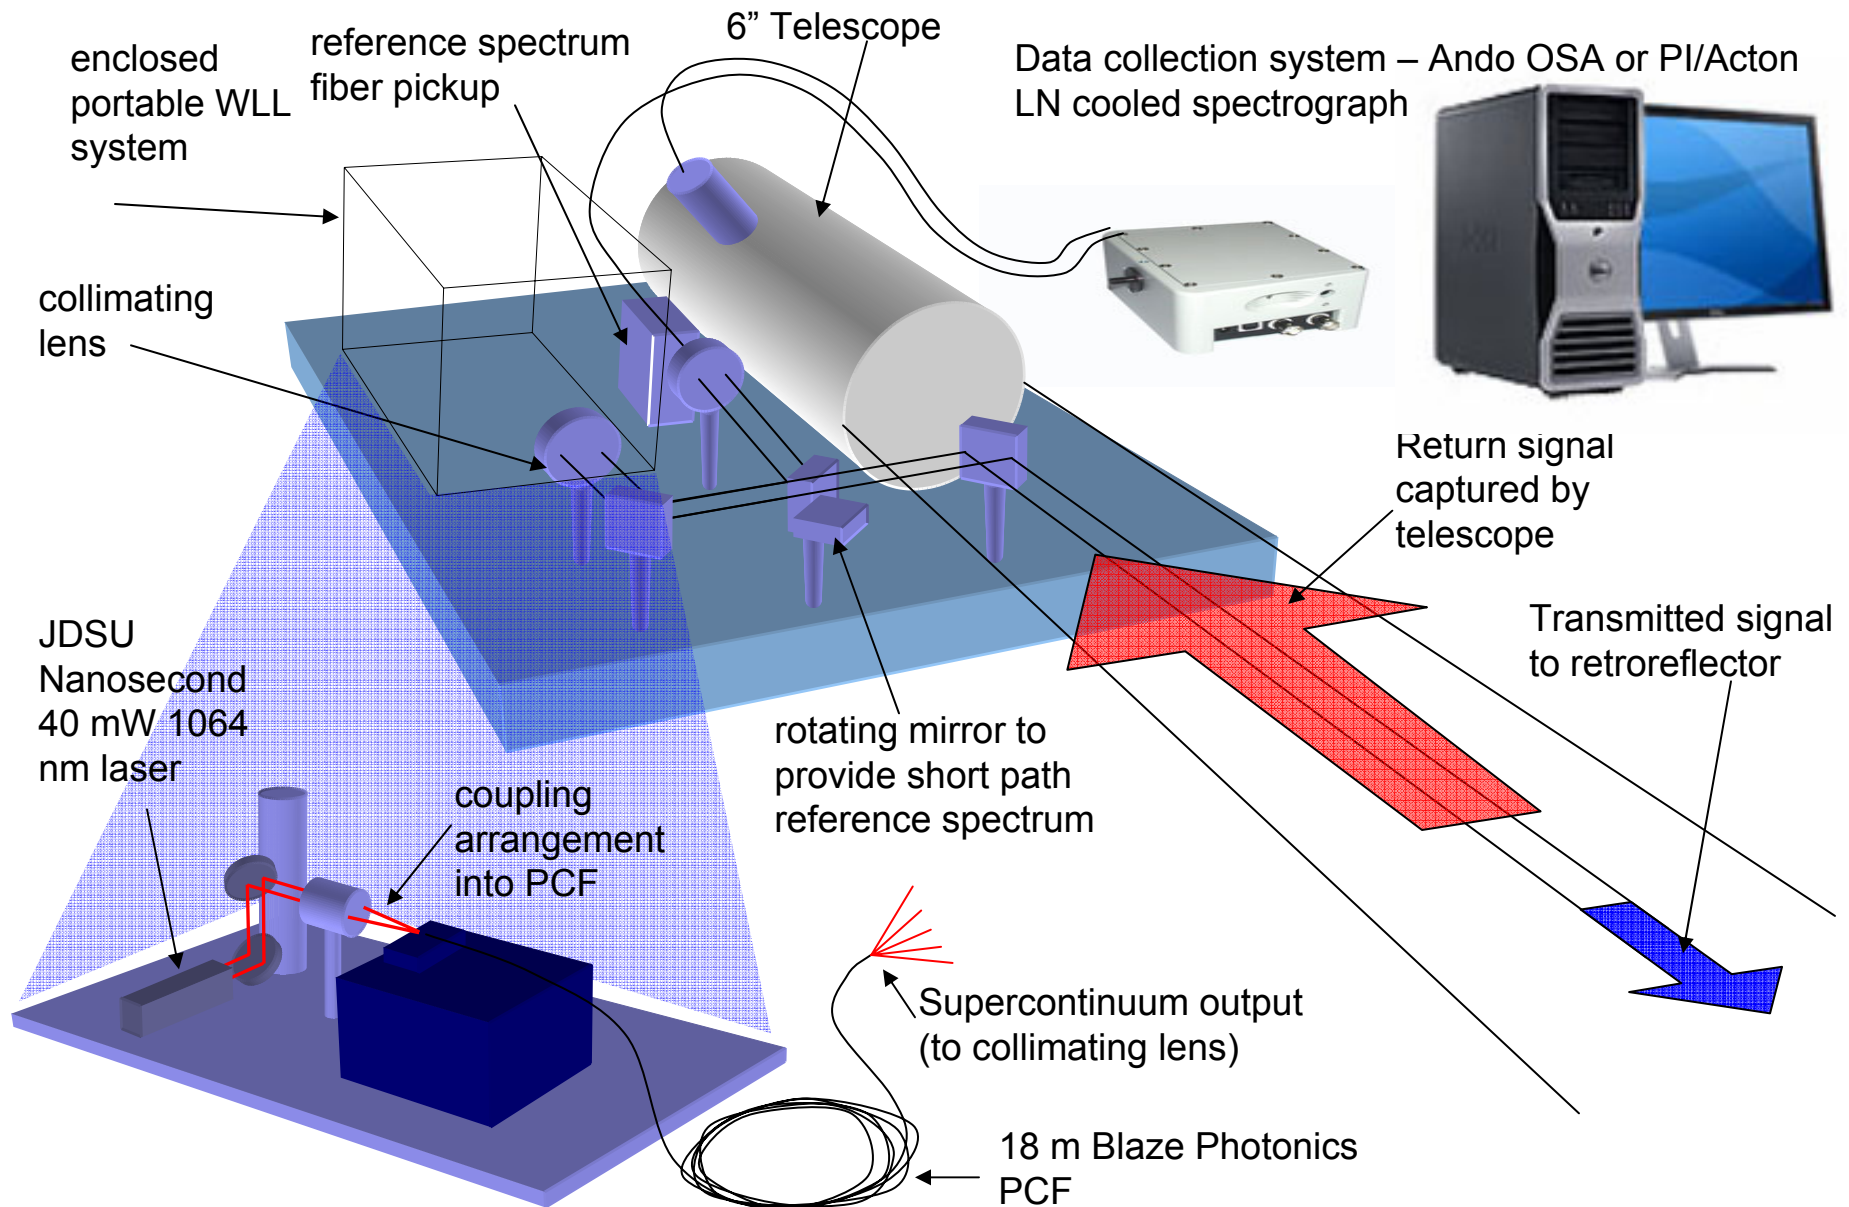 enclosed
portable WLL
system
reference spectrum
fiber pickup
6” Telescope
Data collection system – Ando OSA or PI/Acton
LN cooled spectrograph
collimating
lens
Return signal
captured by
telescope
Transmitted signal
to retroreflector
JDSU
Nanosecond
40 mW 1064
nm laser
rotating mirror to
provide short path
reference spectrum
coupling
arrangement
into PCF
Supercontinuum output
(to collimating lens)
18 m Blaze Photonics
PCF